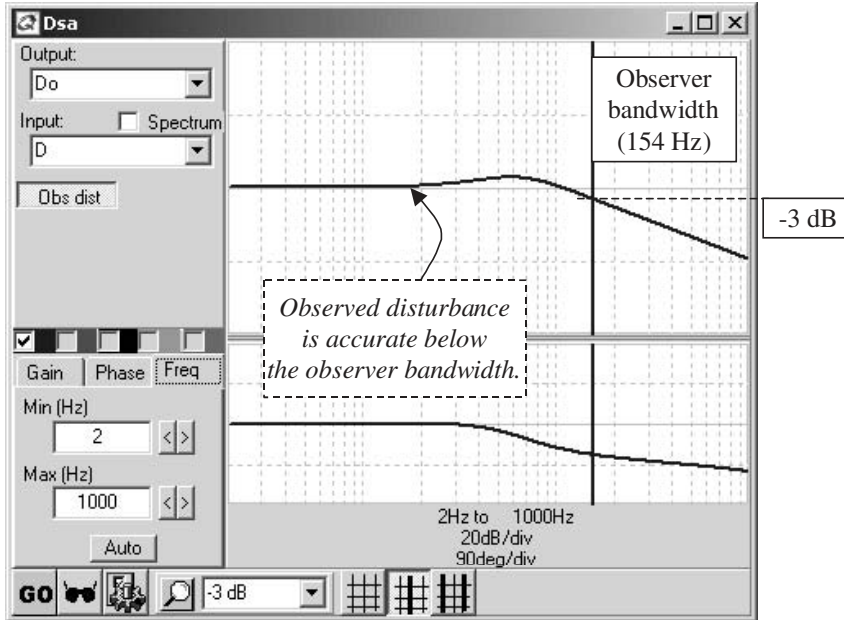 Dsa
Output:
Do
Input:
Spectrum
D
Obs dist
Observer
bandwidth
(154 Hz)
-3 dB
Observed disturbance
is accurate below
the observer bandwidth.
Gain
Phase
Freq
Min (Hz)
2
< >
Max (Hz)
1000
< >
Auto
2Hz to 1000Hz
20dB/div
90deg/div
GO
-3 dB